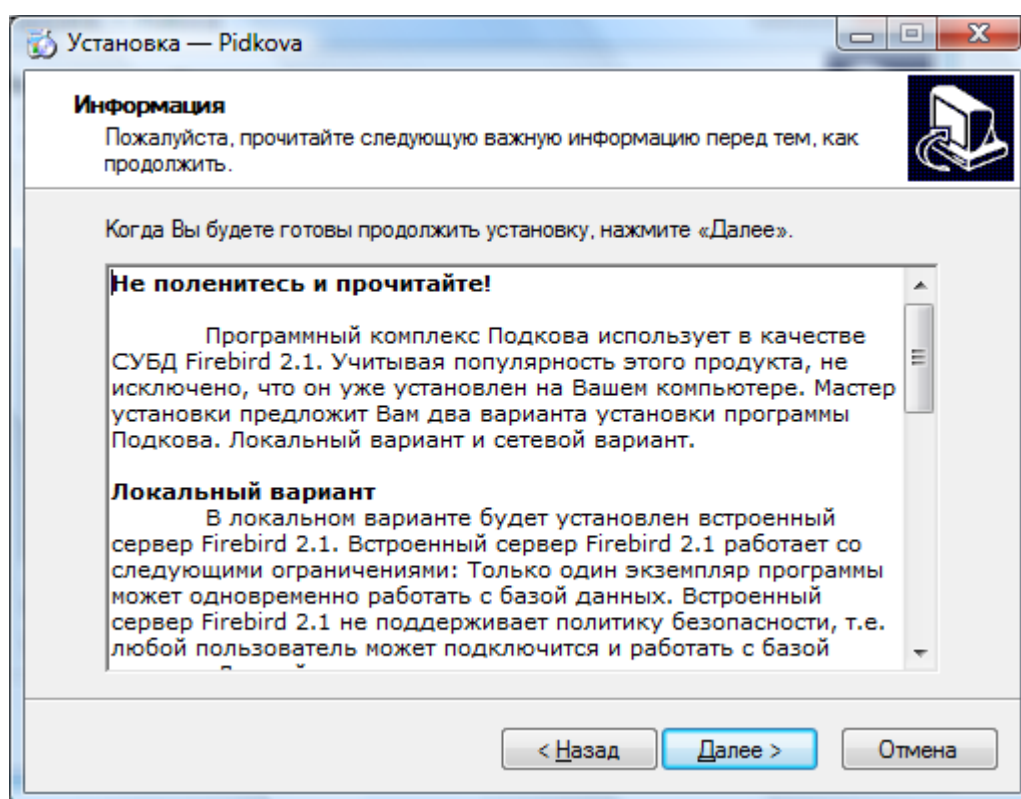 Установка — Pidkova
Информация
Пожалуйста, прочитайте следующую важную информацию перед тем, как
продолжить.
Когда Вы будете готовы продолжить установку, нажмите «Далее».
Не поленитесь и прочитайте!
Программный комплекс Подкова использует в качестве
СУБД Firebird 2.1. Учитывая популярность этого продукта, не
исключено, что он уже установлен на Вашем компьютере. Мастер
установки предложит Вам два варианта установки программы
Подкова. Локальный вариант и сетевой вариант.
Локальный вариант
В локальном варианте будет установлен встроенный
сервер Firebird 2.1. Встроенный сервер Firebird 2.1 работает со
следующими ограничениями: Только один экземпляр программы
может одновременно работать с базой данных. Встроенный
сервер Firebird 2.1 не поддерживает политику безопасности, т.е.
любой пользователь может подключится и работать с базой
< Назад
Далее >
Отмена